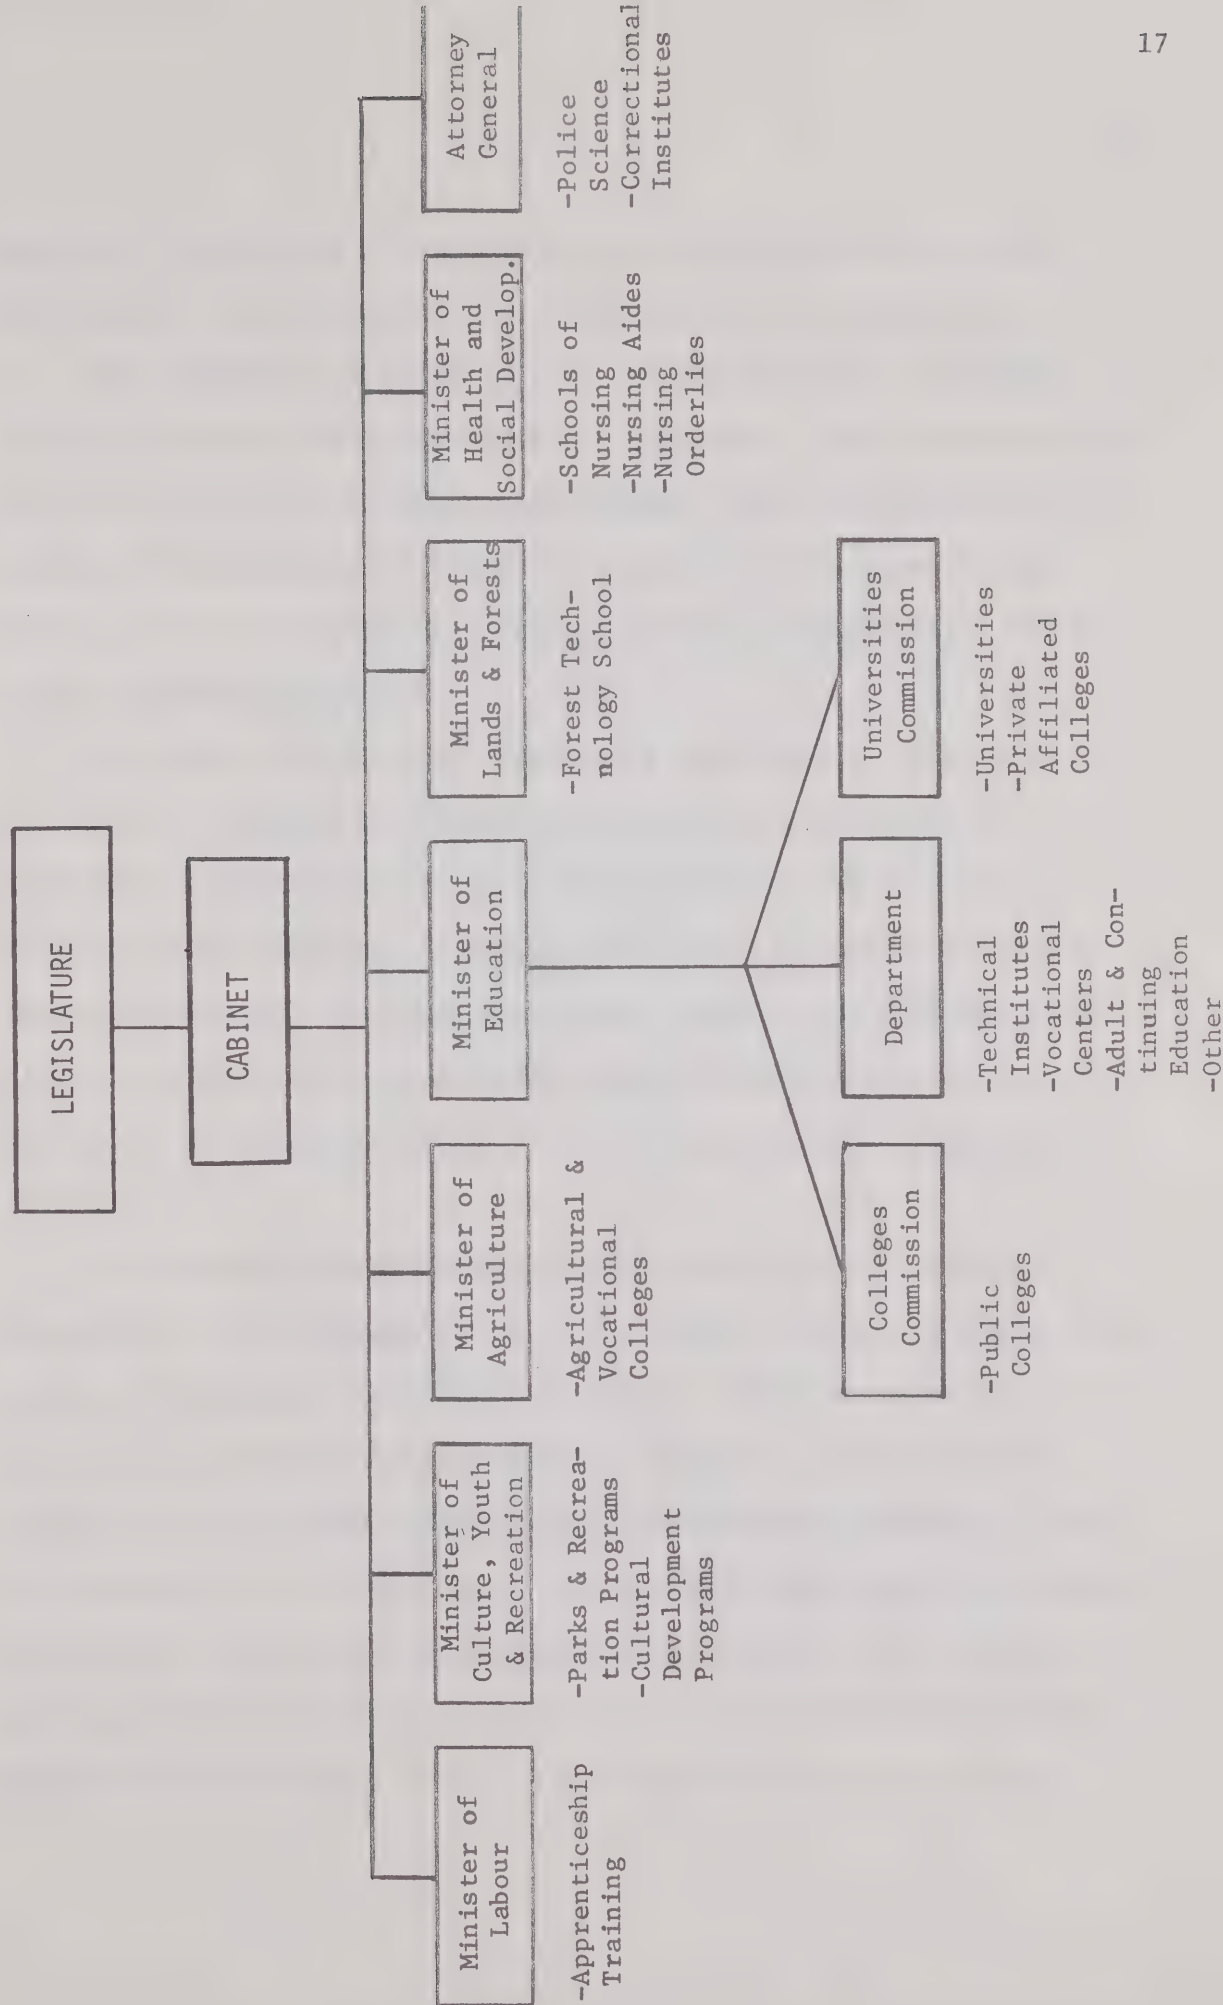 17
LEGISLATURE
CABINET
Minister of
Labour
-Apprenticeship
Training
Minister of
Culture, Youth
& Recreation
-Parks & Recrea-
tion Programs
-Cultural
Development
Programs
Minister of
Agriculture
-Agricultural &
Vocational
Colleges
Minister of
Education
Minister of
Lands & Forests
-Forest Tech-
nology School
Minister of
Health and
Social Develop.
-Schools of
Nursing
-Nursing Aides
-Nursing
Orderlies
Attorney
General
-Police
Science
-Correctional
Institutes
Colleges
Commission
-Public
Colleges
Department
-Technical
Institutes
-Vocational
Centers
-Adult & Con-
tinuing
Education
-Other
Universities
Commission
-Universities
-Private
Affiliated
Colleges